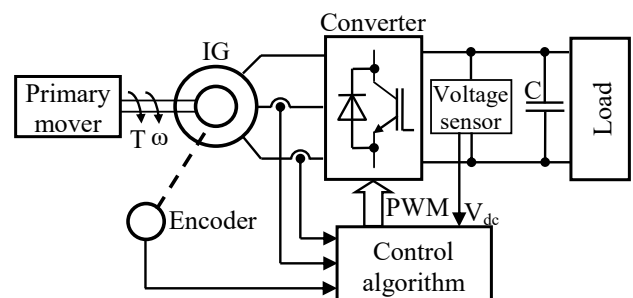 Converter
IG
Primary
mover
T ω
Voltage
sensor
C
Load
PWM
V_dc
Encoder
Control
algorithm